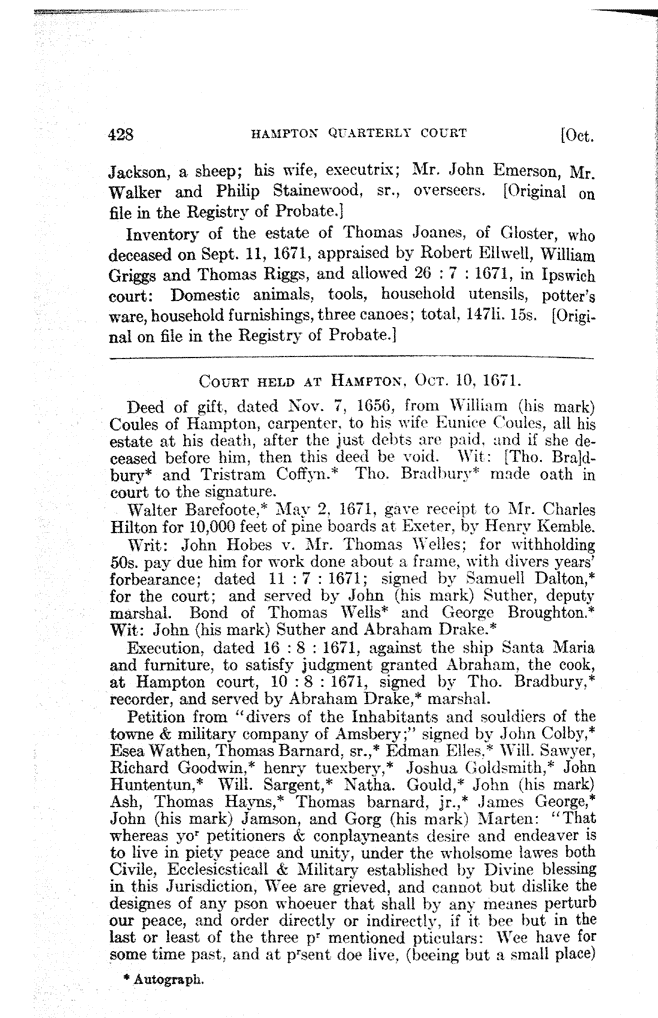 428 HAMPTON QUARTERLY COURT [Oct.
Jackson, a sheep; his wife, executrix; Mr. John Emerson, Mr.
Walker and Philip Stainewood, sr., overseers. [Original on
file in the Registry of Probate.]
Inventory of the estate of Thomas Joanes, of Gloster, who
deceased on Sept. 11, 1671, appraised by Robert Ellwell, William
Griggs and Thomas Riggs, and allowed 26 : 7 : 1671, in Ipswich
court: Domestic animals, tools, household utensils, potter's
ware, household furnishings, three canoes; total, 147li. 15s. [Origi-
nal on file in the Registry of Probate.]
COURT HELD AT HAMPTON, OCT. 10, 1671.
Deed of gift, dated Nov. 7, 1656, from William (his mark)
Coules of Hampton, carpenter, to his wife Eunice Coules, all his
estate at his death, after the just debts are paid, and if she de-
ceased before him, then this deed be void. Wit: [Tho. Bra]d-
bury* and Tristram Coffyn.* Tho. Bradbury* made oath in
court to the signature.
Walter Barefoote,* May 2, 1671, gave receipt to Mr. Charles
Hilton for 10,000 feet of pine boards at Exeter, by Henry Kemble.
Writ: John Hobes v. Mr. Thomas Welles; for withholding
50s. pay due him for work done about a frame, with divers years'
forbearance; dated 11 : 7 : 1671; signed by Samuell Dalton,*
for the court; and served by John (his mark) Suther, deputy
marshal. Bond of Thomas Wells* and George Broughton.*
Wit: John (his mark) Suther and Abraham Drake.*
Execution, dated 16 : 8 : 1671, against the ship Santa Maria
and furniture, to satisfy judgment granted Abraham, the cook,
at Hampton court, 10 : 8 : 1671, signed by Tho. Bradbury,*
recorder, and served by Abraham Drake,* marshal.
Petition from "divers of the Inhabitants and souldiers of the
towne & military company of Amsbery;" signed by John Colby,*
Esea Wathen, Thomas Barnard, sr.,* Edman Elles,* Will. Sawyer,
Richard Goodwin,* henry tuexbery,* Joshua Goldsmith,* John
Huntentun,* Will. Sargent,* Natha. Gould,* John (his mark)
Ash, Thomas Hayns,* Thomas barnard, jr.,* James George,*
John (his mark) Jamson, and Gorg (his mark) Marten: "That
whereas yoʳ petitioners & conplayneants desire and endeaver is
to live in piety peace and unity, under the wholsome lawes both
Civile, Ecclesicsticall & Military established by Divine blessing
in this Jurisdiction, Wee are grieved, and cannot but dislike the
designes of any pson whoeuer that shall by any meanes perturb
our peace, and order directly or indirectly, if it bee but in the
last or least of the three pʳ mentioned pticulars: Wee have for
some time past, and at pʳsent doe live, (beeing but a small place)
* Autograph.